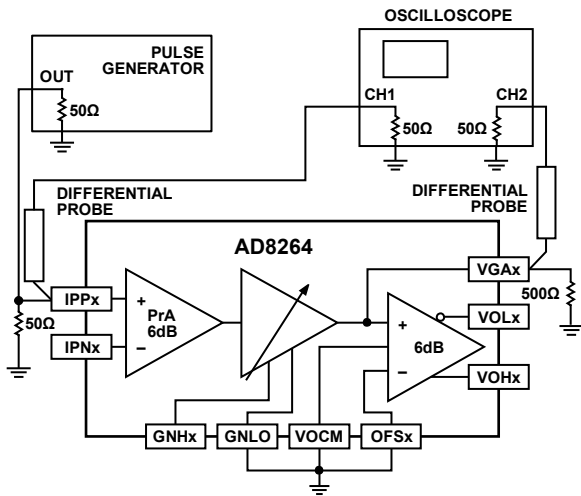 OSCILLOSCOPE
PULSE
GENERATOR
OUT
50Ω
CH1
50Ω
CH2
50Ω
DIFFERENTIAL
PROBE
DIFFERENTIAL
PROBE
AD8264
IPPx
+
PrA
6dB
–
IPNx
50Ω
VGAx
500Ω
+
6dB
–
VOLx
VOHx
GNHx
GNLO
VOCM
OFSx